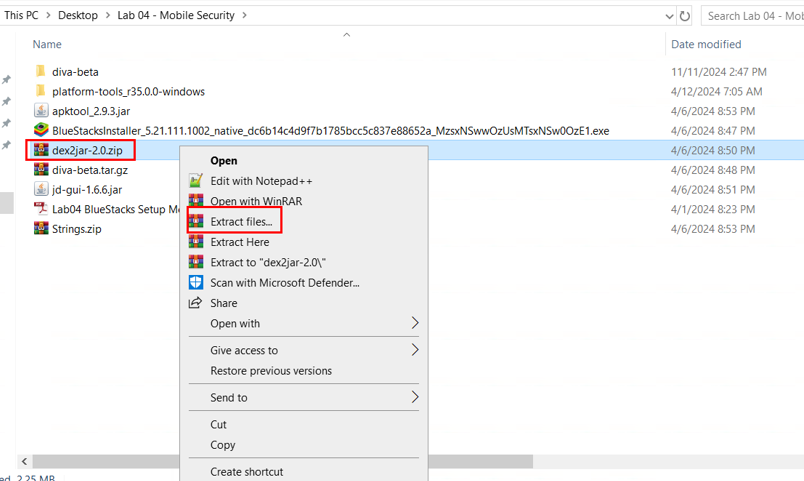 This PC > Desktop > Lab 04 - Mobile Security >
Search Lab 04 - Mob
Name Date modified
diva-beta 11/11/2024 2:47 PM
platform-tools_r35.0.0-windows 4/12/2024 7:05 AM
apktool_2.9.3.jar 4/6/2024 8:53 PM
BlueStacksInstaller_5.21.111.1002_native_dc6b14c4d9f7b1785bcc5c837e88652a_MzsxNSwwOzUsMTsxNSw0OzE1.exe 4/6/2024 8:47 PM
dex2jar-2.0.zip 4/6/2024 8:50 PM
diva-beta.tar.gz 4/6/2024 8:48 PM
jd-gui-1.6.6.jar 4/6/2024 8:51 PM
Lab04 BlueStacks Setup M 4/1/2024 8:23 PM
Strings.zip 4/6/2024 8:53 PM
Open
Edit with Notepad++
Open with WinRAR
Extract files...
Extract Here
Extract to "dex2jar-2.0\"
Scan with Microsoft Defender...
Share
Open with
Give access to
Restore previous versions
Send to
Cut
Copy
Create shortcut
2.25 MB